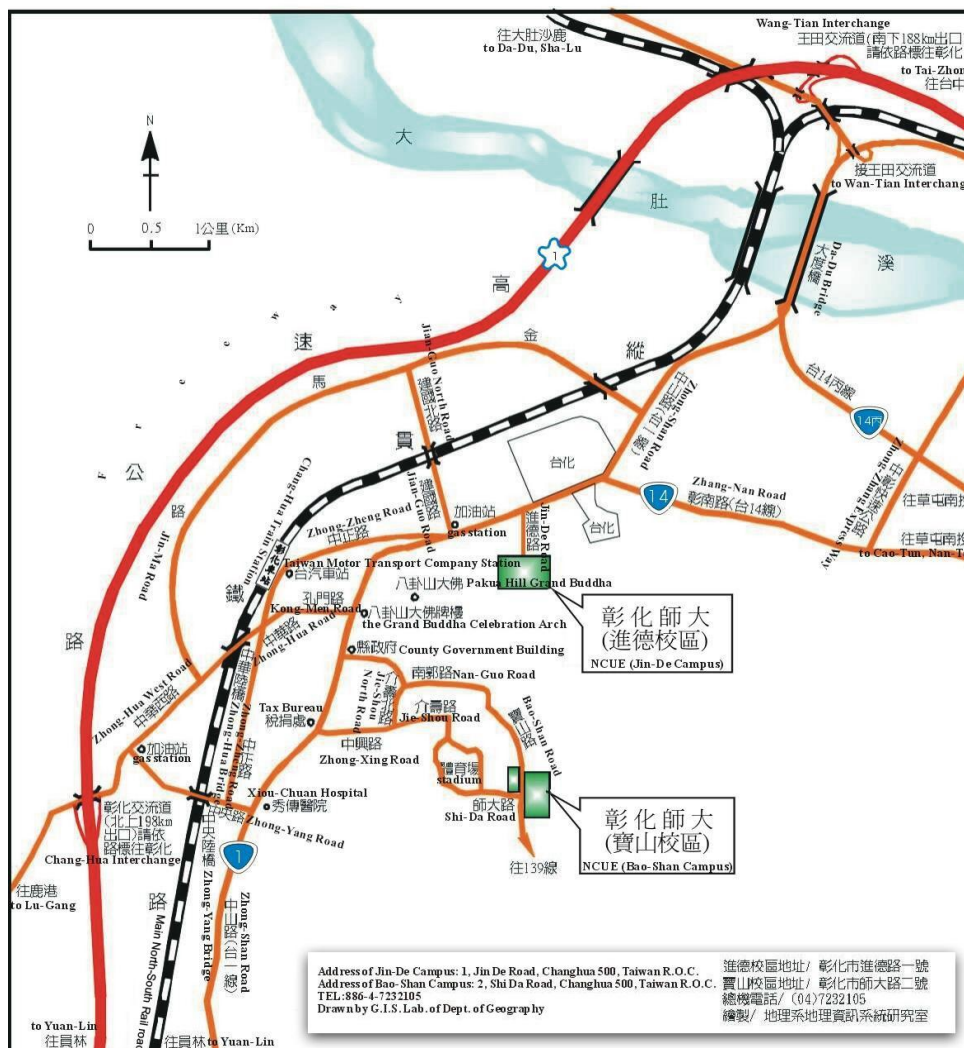 Wang-Tian Interchange
王田交流道(南下188km出口
請依路標往彰化
往大肚沙鹿
to Da-Du, Sha-Lu
to Tai-Zhon
往台中
N
大
接王田交流道
to Wan-Tian Interchang
肚
0 0.5 1公里(Km)
1
溪
Da-Du Bridge
大度橋
高
Freeway
速
金
縱
馬
Jian-Guo North Road
建國北路
台14丙線
14丙
Zhong-Shan Road
中山路(台一線)
公
貫
台化
Zhong-Zhang Express Way
Chang-Hua Train Station
Zhang-Nan Road
14
彰南路(台14線)
往草屯南投
路
Zhong-Zheng Road
中正路
建國路
Jian-Guo Road
加油站
gas station
進德路
Jin-De Road
台化
往草屯南投
to Cao-Tun, Nan-T
Jin-Ma Road
Taiwan Motor Transport Company Station
台汽車站
八卦山大佛 Pakua Hill Grand Buddha
鐵
孔門路
Kong-Men Road
八卦山大佛牌樓
the Grand Buddha Celebration Arch
彰化師大
(進德校區)
NCUE (Jin-De Campus)
路
中華路
Zhong-Hua Road
縣政府 County Government Building
Zhong-Hua West Road
中華西路
中華陸橋
Zhong-Hua Bridge
Zhong-Zheng Road
中正路
介壽北路
Jie-Shou North Road
南郭路 Nan-Guo Road
Tax Bureau
稅捐處
介壽路
Jie-Shou Road
寶山路
Bao-Shan Road
中興路
Zhong-Xing Road
加油站
gas station
體育場
stadium
Xiou-Chuan Hospital
秀傳醫院
師大路
Shi-Da Road
彰化師大
(寶山校區)
NCUE (Bao-Shan Campus)
彰化交流道
(北上198km
出口)請依
路標往彰化
Chang-Hua Interchange
中央路
Zhong-Yang Road
中央陸橋
Zhong-Yang Bridge
1
往139線
往鹿港
to Lu-Gang
路
Main North-South Rail road
Zhong-Shan Road
中山路(台一線)
to Yuan-Lin
往員林
往員林 to Yuan-Lin
Address of Jin-De Campus: 1, Jin De Road, Changhua 500, Taiwan R.O.C.
Address of Bao-Shan Campus: 2, Shi Da Road, Changhua 500, Taiwan R.O.C.
TEL:886-4-7232105
Drawn by G.I.S. Lab. of Dept. of Geography
進德校區地址/ 彰化市進德路一號
寶山校區地址/ 彰化市師大路二號
總機電話/ (04)7232105
繪製/ 地理系地理資訊系統研究室